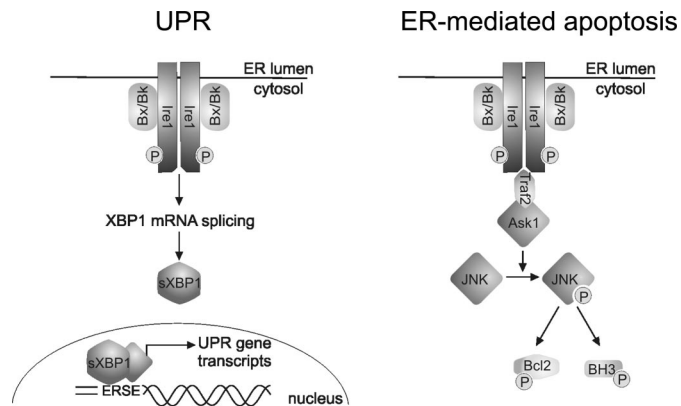 UPR
ER lumen
cytosol
Bx/Bk
Ire1
Ire1
Bx/Bk
P
P
XBP1 mRNA splicing
sXBP1
sXBP1
UPR gene
transcripts
ERSE
nucleus
ER-mediated apoptosis
ER lumen
cytosol
Bx/Bk
Ire1
Ire1
Bx/Bk
P
P
Traf2
Ask1
JNK
JNK
P
Bcl2
P
BH3
P